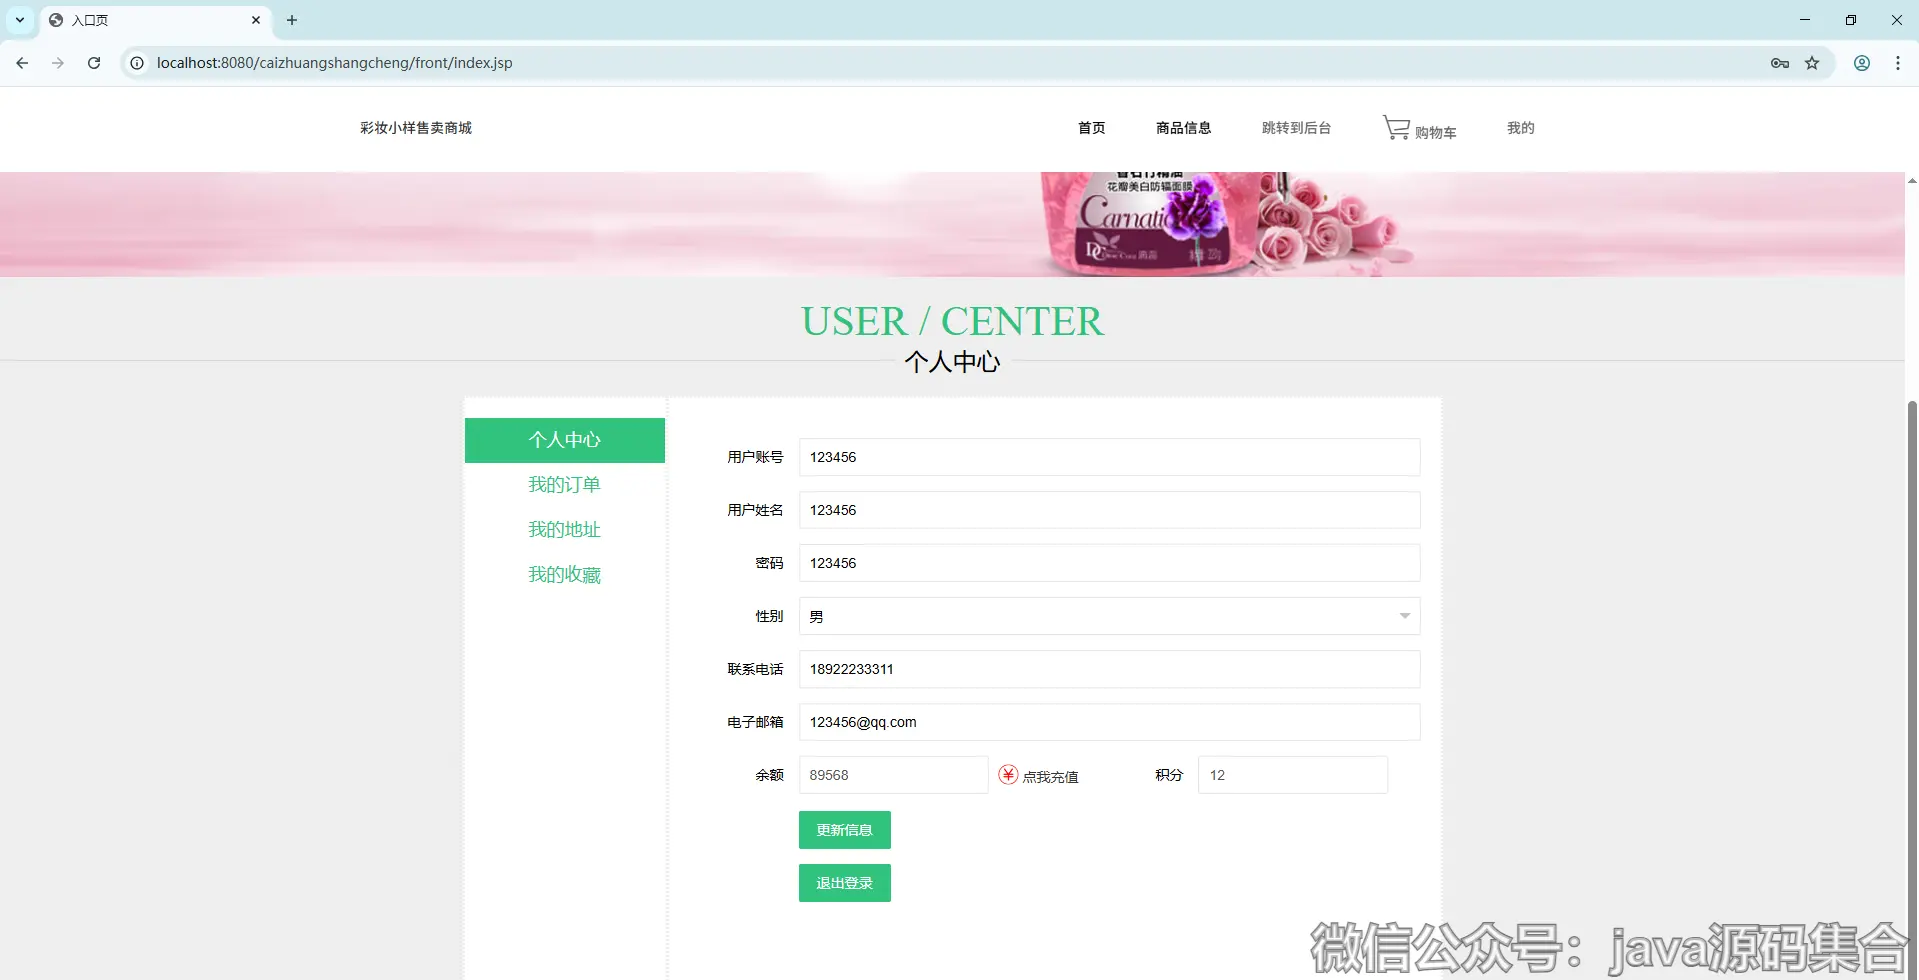 入口页
localhost:8080/caizhuangshangcheng/front/index.jsp
彩妆小样售卖商城
首页
商品信息
跳转到后台
购物车
我的
花瓣美白防辐面膜
Carnatio
DC
USER / CENTER
个人中心
个人中心
我的订单
我的地址
我的收藏
用户账号 123456
用户姓名 123456
密码 123456
性别 男
联系电话 18922233311
电子邮箱 123456@qq.com
余额 89568 点我充值 积分 12
更新信息
退出登录
微信公众号：java源码集合